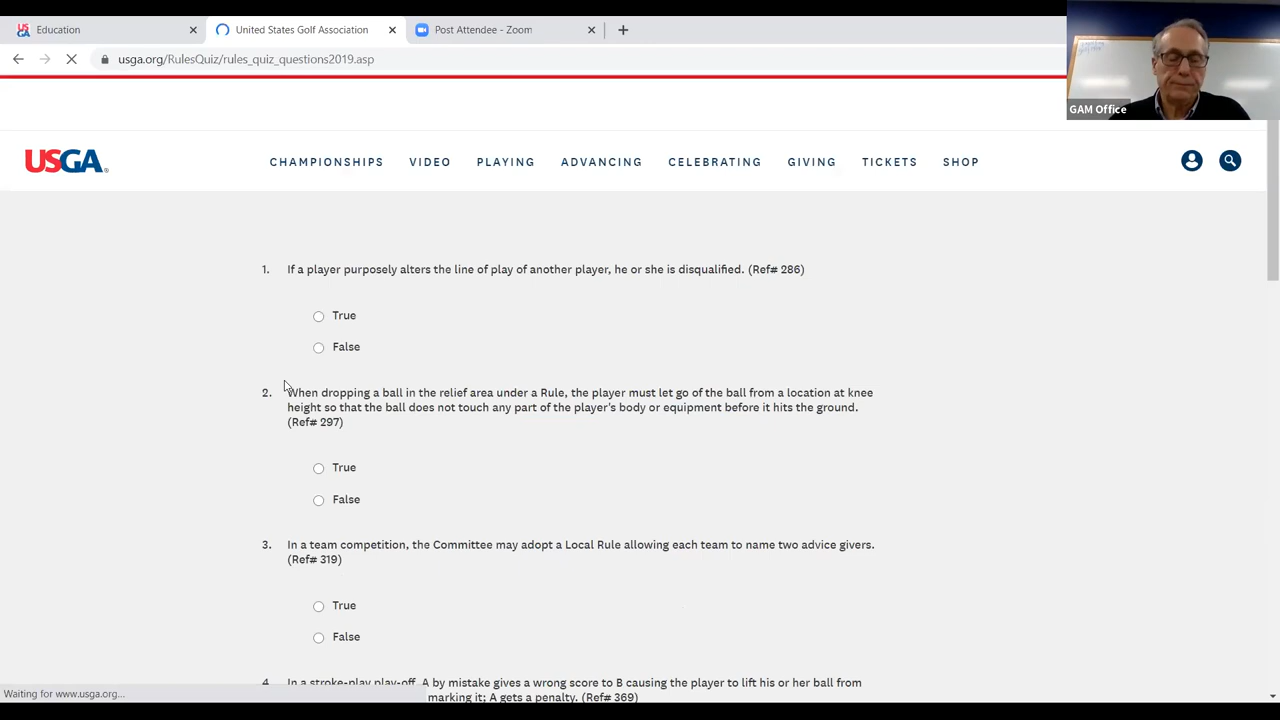 Education
United States Golf Association
Post Attendee - Zoom
usga.org/RulesQuiz/rules_quiz_questions2019.asp
GAM Office
USGA
CHAMPIONSHIPS VIDEO PLAYING ADVANCING CELEBRATING GIVING TICKETS SHOP
1. If a player purposely alters the line of play of another player, he or she is disqualified. (Ref# 286)
True
False
2. When dropping a ball in the relief area under a Rule, the player must let go of the ball from a location at knee
height so that the ball does not touch any part of the player's body or equipment before it hits the ground.
(Ref# 297)
True
False
3. In a team competition, the Committee may adopt a Local Rule allowing each team to name two advice givers.
(Ref# 319)
True
False
4. In a stroke-play play-off, A by mistake gives a wrong score to B causing the player to lift his or her ball from
marking it; A gets a penalty. (Ref# 369)
Waiting for www.usga.org...